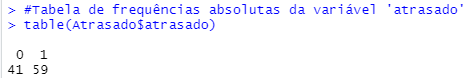 > #Tabela de frequências absolutas da variável 'atrasado'
> table(Atrasado$atrasado)
0 1
41 59